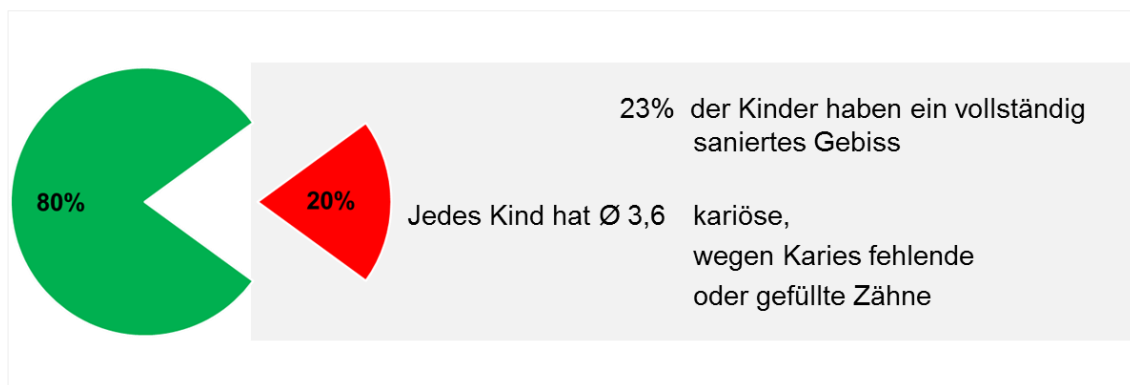 23% der Kinder haben ein vollständig
saniertes Gebiss
80%
20%
Jedes Kind hat Ø 3,6 kariöse,
wegen Karies fehlende
oder gefüllte Zähne